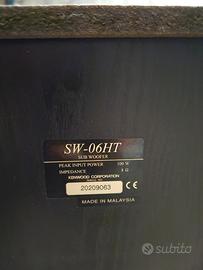 SW-06HT
SUB WOOFER
PEAK INPUT POWER 100 W
IMPEDANCE 8 Ω
KENWOOD CORPORATION
20209063
CE
MADE IN MALAYSIA
subito